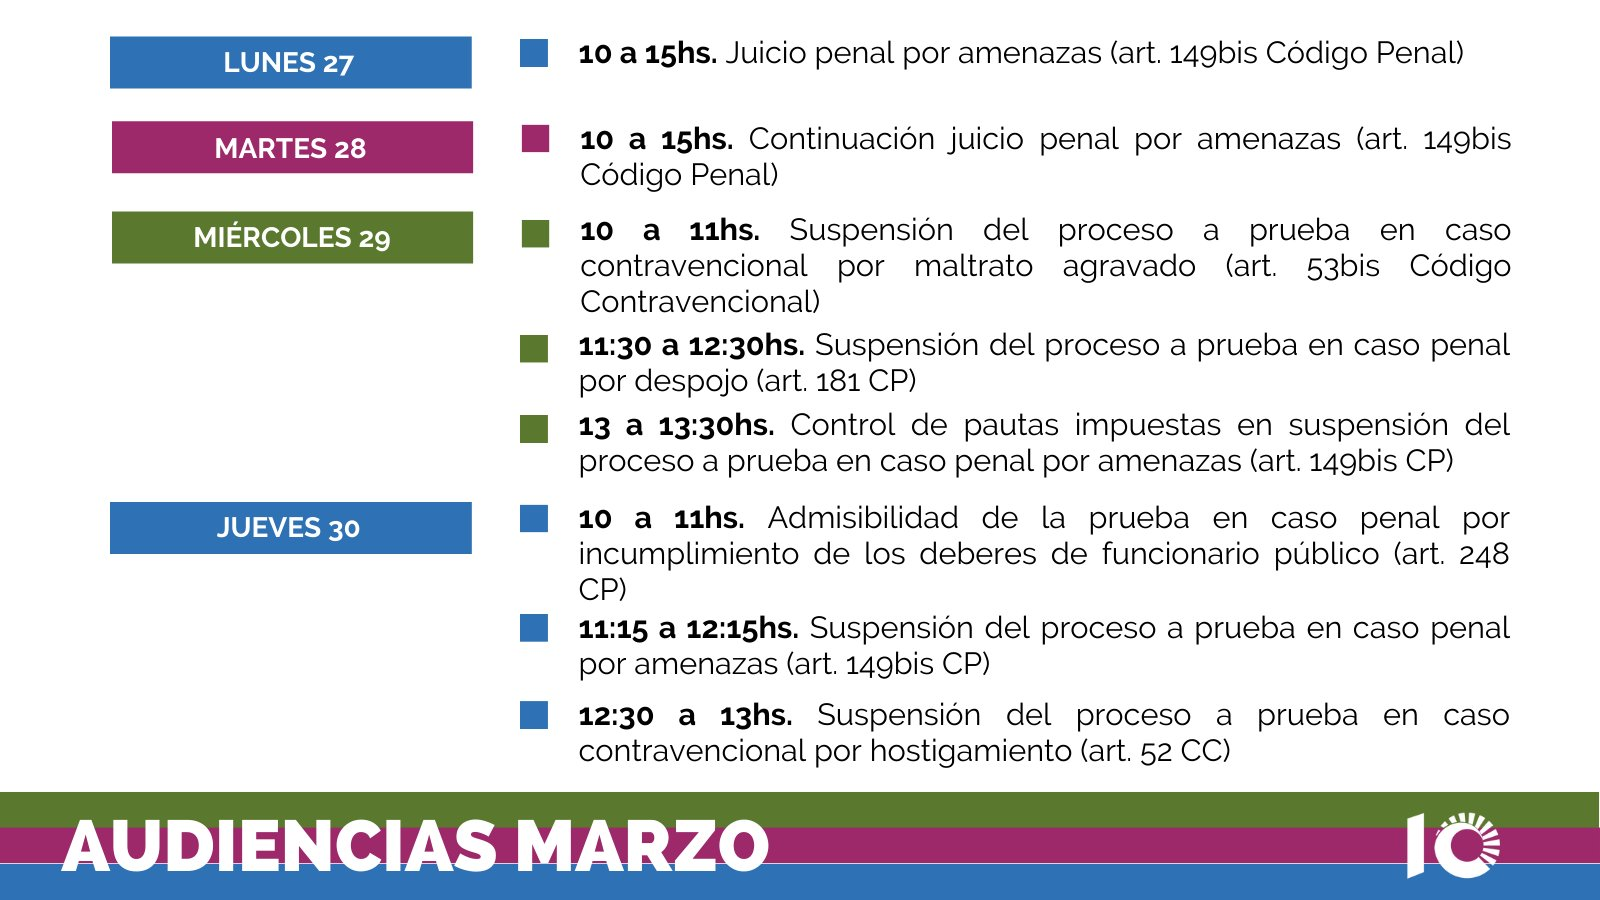 LUNES 27
10 a 15hs. Juicio penal por amenazas (art. 149bis Código Penal)
MARTES 28
10 a 15hs. Continuación juicio penal por amenazas (art. 149bis
Código Penal)
MIÉRCOLES 29
10 a 11hs. Suspensión del proceso a prueba en caso
contravencional por maltrato agravado (art. 53bis Código
Contravencional)
11:30 a 12:30hs. Suspensión del proceso a prueba en caso penal
por despojo (art. 181 CP)
13 a 13:30hs. Control de pautas impuestas en suspensión del
proceso a prueba en caso penal por amenazas (art. 149bis CP)
JUEVES 30
10 a 11hs. Admisibilidad de la prueba en caso penal por
incumplimiento de los deberes de funcionario público (art. 248
CP)
11:15 a 12:15hs. Suspensión del proceso a prueba en caso penal
por amenazas (art. 149bis CP)
12:30 a 13hs. Suspensión del proceso a prueba en caso
contravencional por hostigamiento (art. 52 CC)
AUDIENCIAS MARZO
10